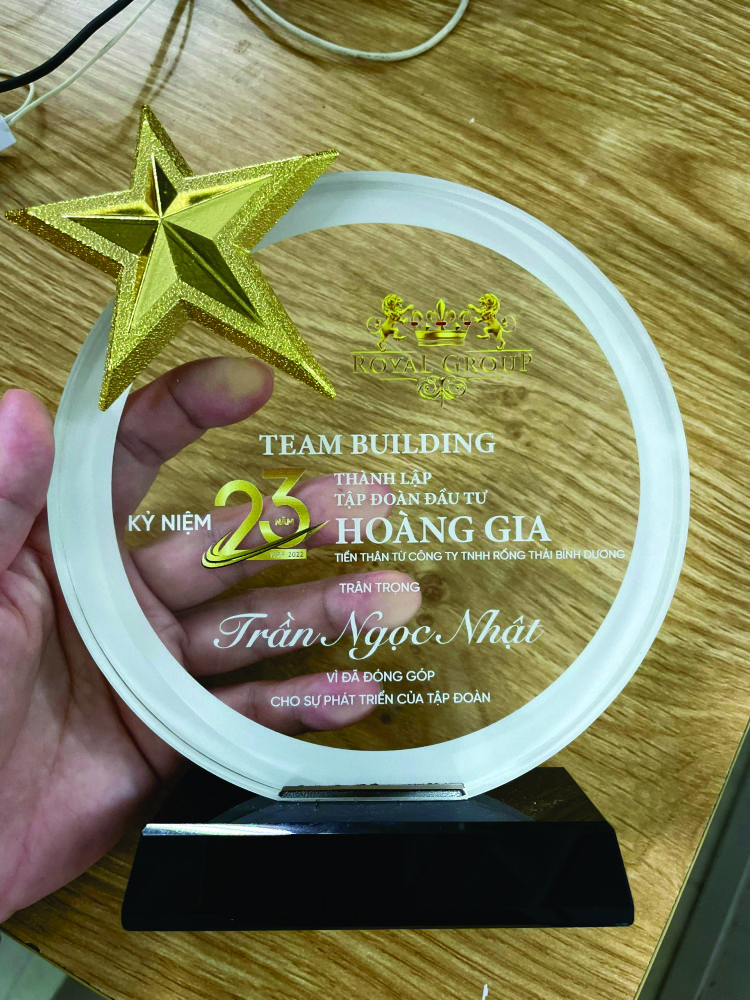 ROYAL GROUP
TEAM BUILDING
KỶ NIỆM 23 NĂM
THÀNH LẬP
TẬP ĐOÀN ĐẦU TƯ
HOÀNG GIA
TIỀN THÂN TỪ CÔNG TY TNHH RỒNG THÁI BÌNH DƯƠNG
TRÂN TRỌNG
Trần Ngọc Nhật
VÌ ĐÃ ĐÓNG GÓP
CHO SỰ PHÁT TRIỂN CỦA TẬP ĐOÀN